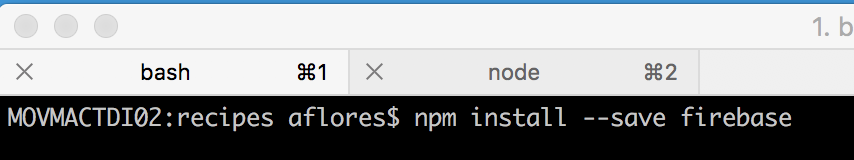 1. b
bash ⌘1 node ⌘2
MOVMACTDI02:recipes aflores$ npm install --save firebase